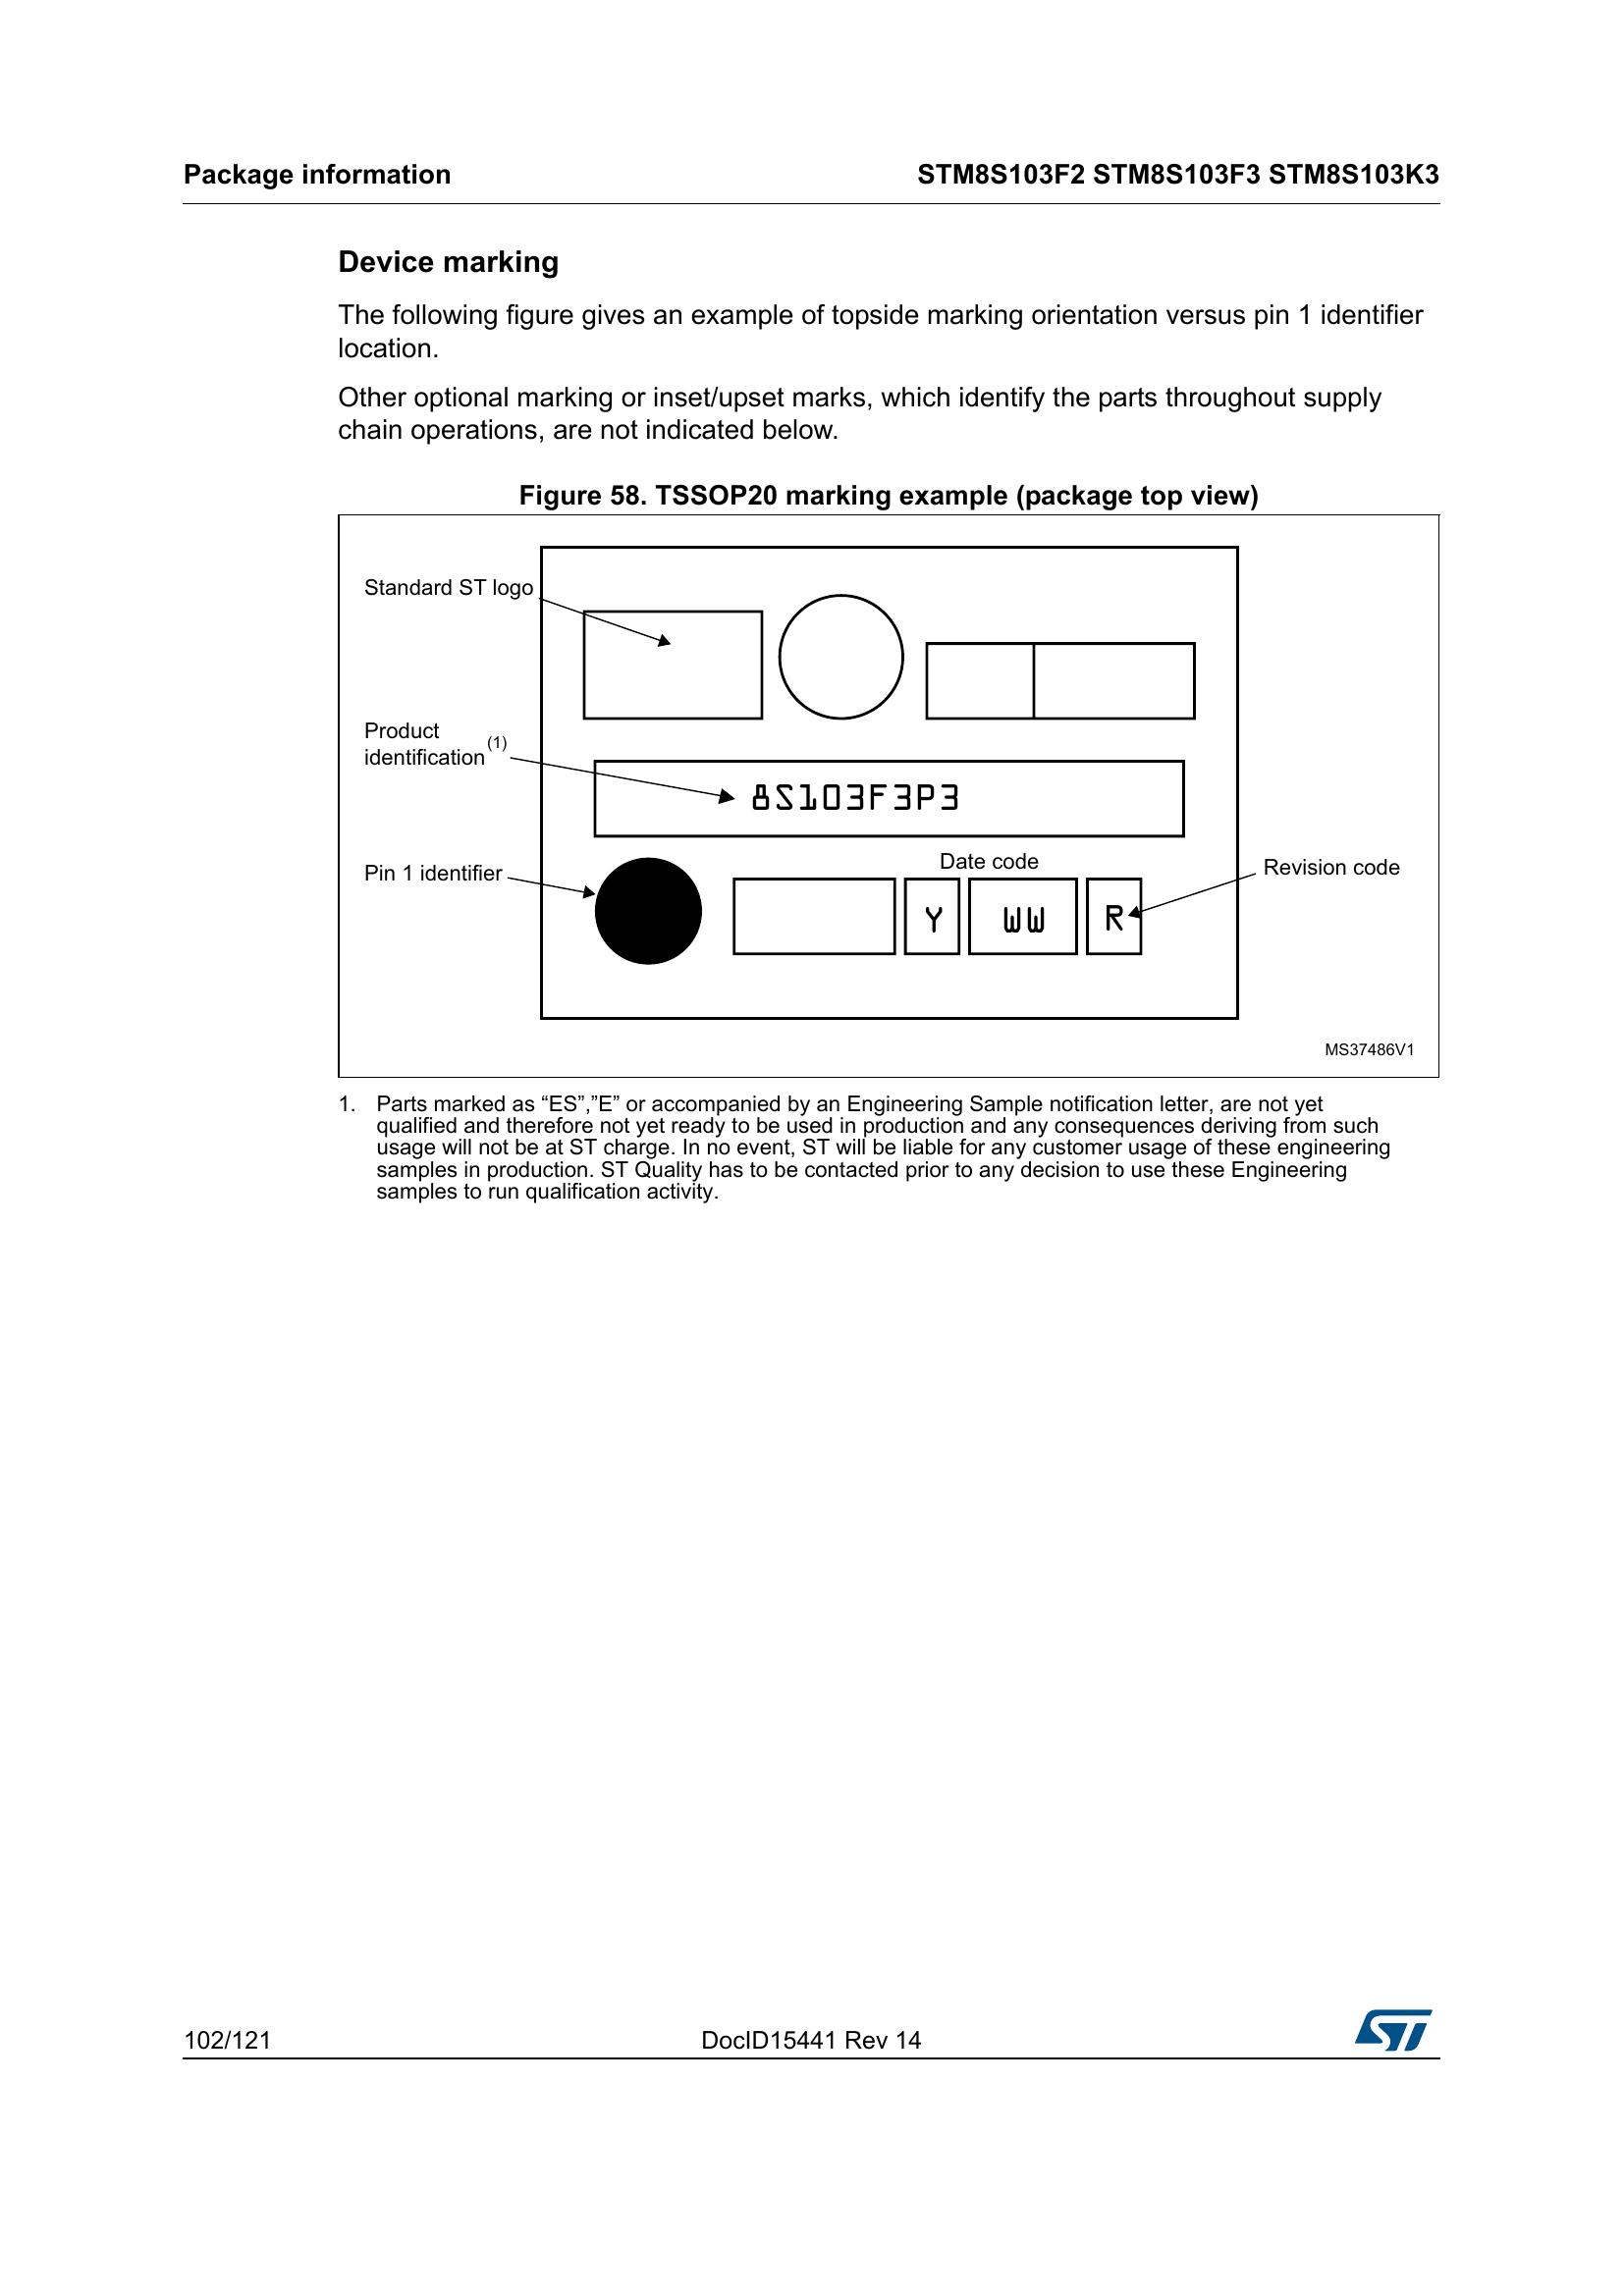 Package information STM8S103F2 STM8S103F3 STM8S103K3
Device marking
The following figure gives an example of topside marking orientation versus pin 1 identifier
location.
Other optional marking or inset/upset marks, which identify the parts throughout supply
chain operations, are not indicated below.
Figure 58. TSSOP20 marking example (package top view)
Standard ST logo
Product
identification(1)
8S103F3P3
Pin 1 identifier
Date code
Revision code
Y WW R
MS37486V1
1. Parts marked as “ES”,”E” or accompanied by an Engineering Sample notification letter, are not yet
qualified and therefore not yet ready to be used in production and any consequences deriving from such
usage will not be at ST charge. In no event, ST will be liable for any customer usage of these engineering
samples in production. ST Quality has to be contacted prior to any decision to use these Engineering
samples to run qualification activity.
102/121 DocID15441 Rev 14 ST